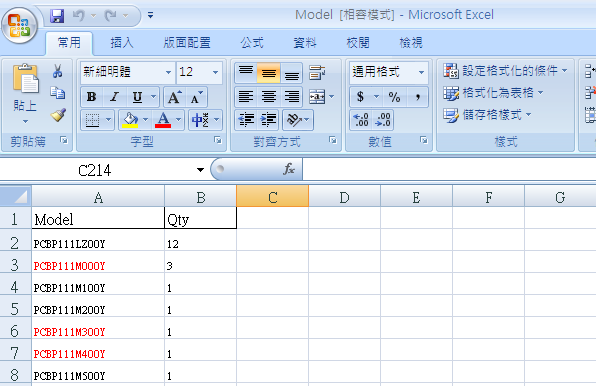 Model [相容模式] - Microsoft Excel
常用 插入 版面配置 公式 資料 校閱 檢視
貼上
剪貼簿
新細明體 12
B I U A A
A 中
字型
對齊方式
通用格式
$ % ,
.00 .0 .00
數值
設定格式化的條件
格式化為表格
儲存格樣式
樣式
C214 fx
A B C D E F G
1 Model Qty
2 PCBP111LZ00Y 12
3 PCBP111M000Y 3
4 PCBP111M100Y 1
5 PCBP111M200Y 1
6 PCBP111M300Y 1
7 PCBP111M400Y 1
8 PCBP111M500Y 1